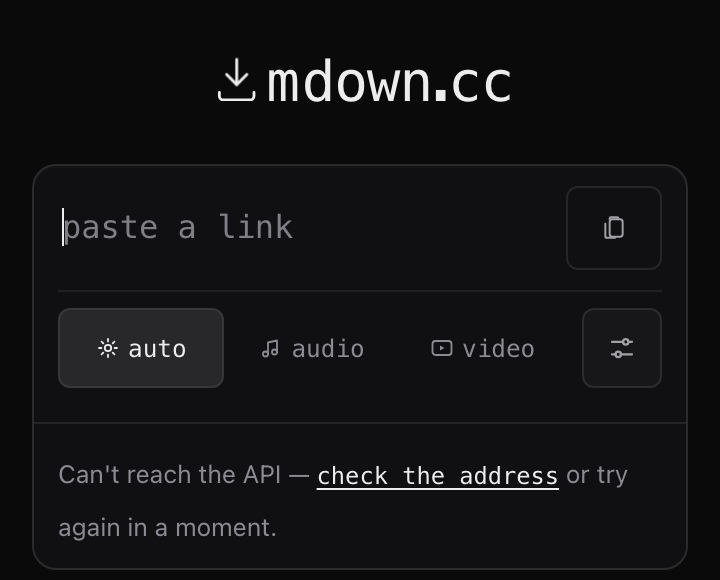 mdown.cc
paste a link
auto audio video
Can't reach the API — check the address or try
again in a moment.